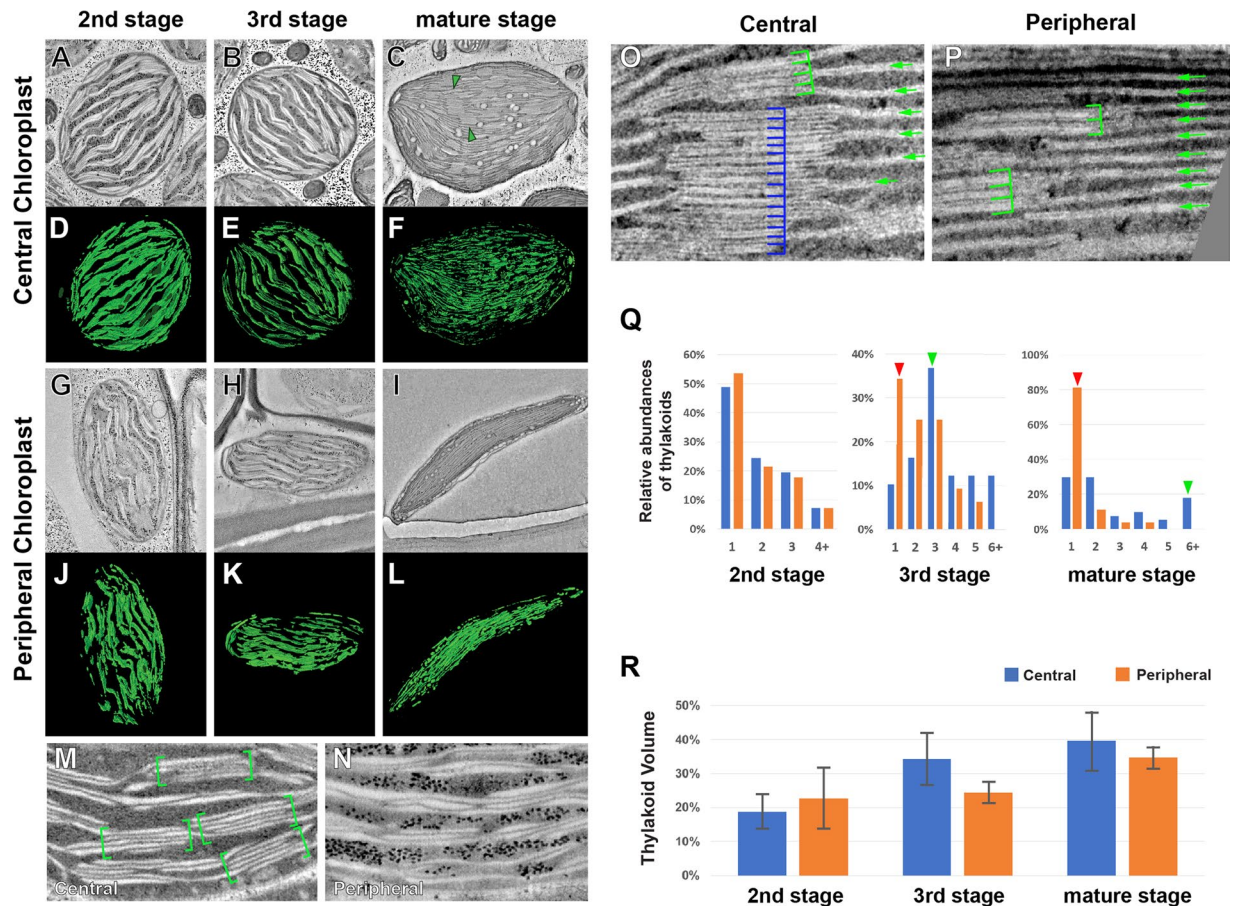 2nd stage 3rd stage mature stage
Central Peripheral
Central Chloroplast
A B C
D E F
Peripheral Chloroplast
G H I
J K L
M N
Central Peripheral
O P
Q
Relative abundances
of thylakoids
60%
50%
40%
30%
20%
10%
0%
1 2 3 4+
2nd stage
40%
30%
20%
10%
0%
1 2 3 4 5 6+
3rd stage
100%
80%
60%
40%
20%
0%
1 2 3 4 5 6+
mature stage
R
Central Peripheral
Thylakoid Volume
50%
40%
30%
20%
10%
0%
2nd stage 3rd stage mature stage